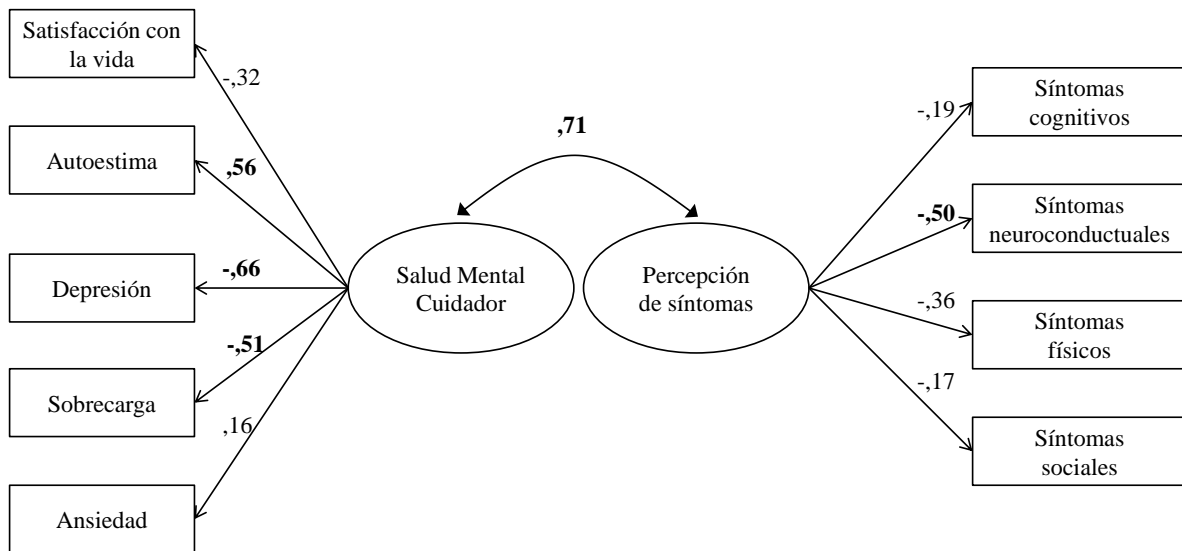 Satisfacción con
la vida
-,32
Autoestima
,56
Depresión
-,66
Sobrecarga
-,51
Ansiedad
,16
,71
Salud Mental
Cuidador
Percepción
de síntomas
-,19
Síntomas
cognitivos
-,50
Síntomas
neuroconductuales
-,36
Síntomas
físicos
-,17
Síntomas
sociales